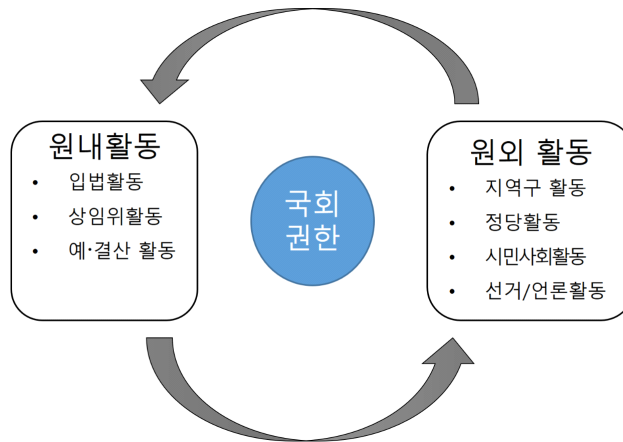 원내활동
• 입법활동
• 상임위활동
• 예·결산 활동
국회
권한
원외 활동
• 지역구 활동
• 정당활동
• 시민사회활동
• 선거/언론활동